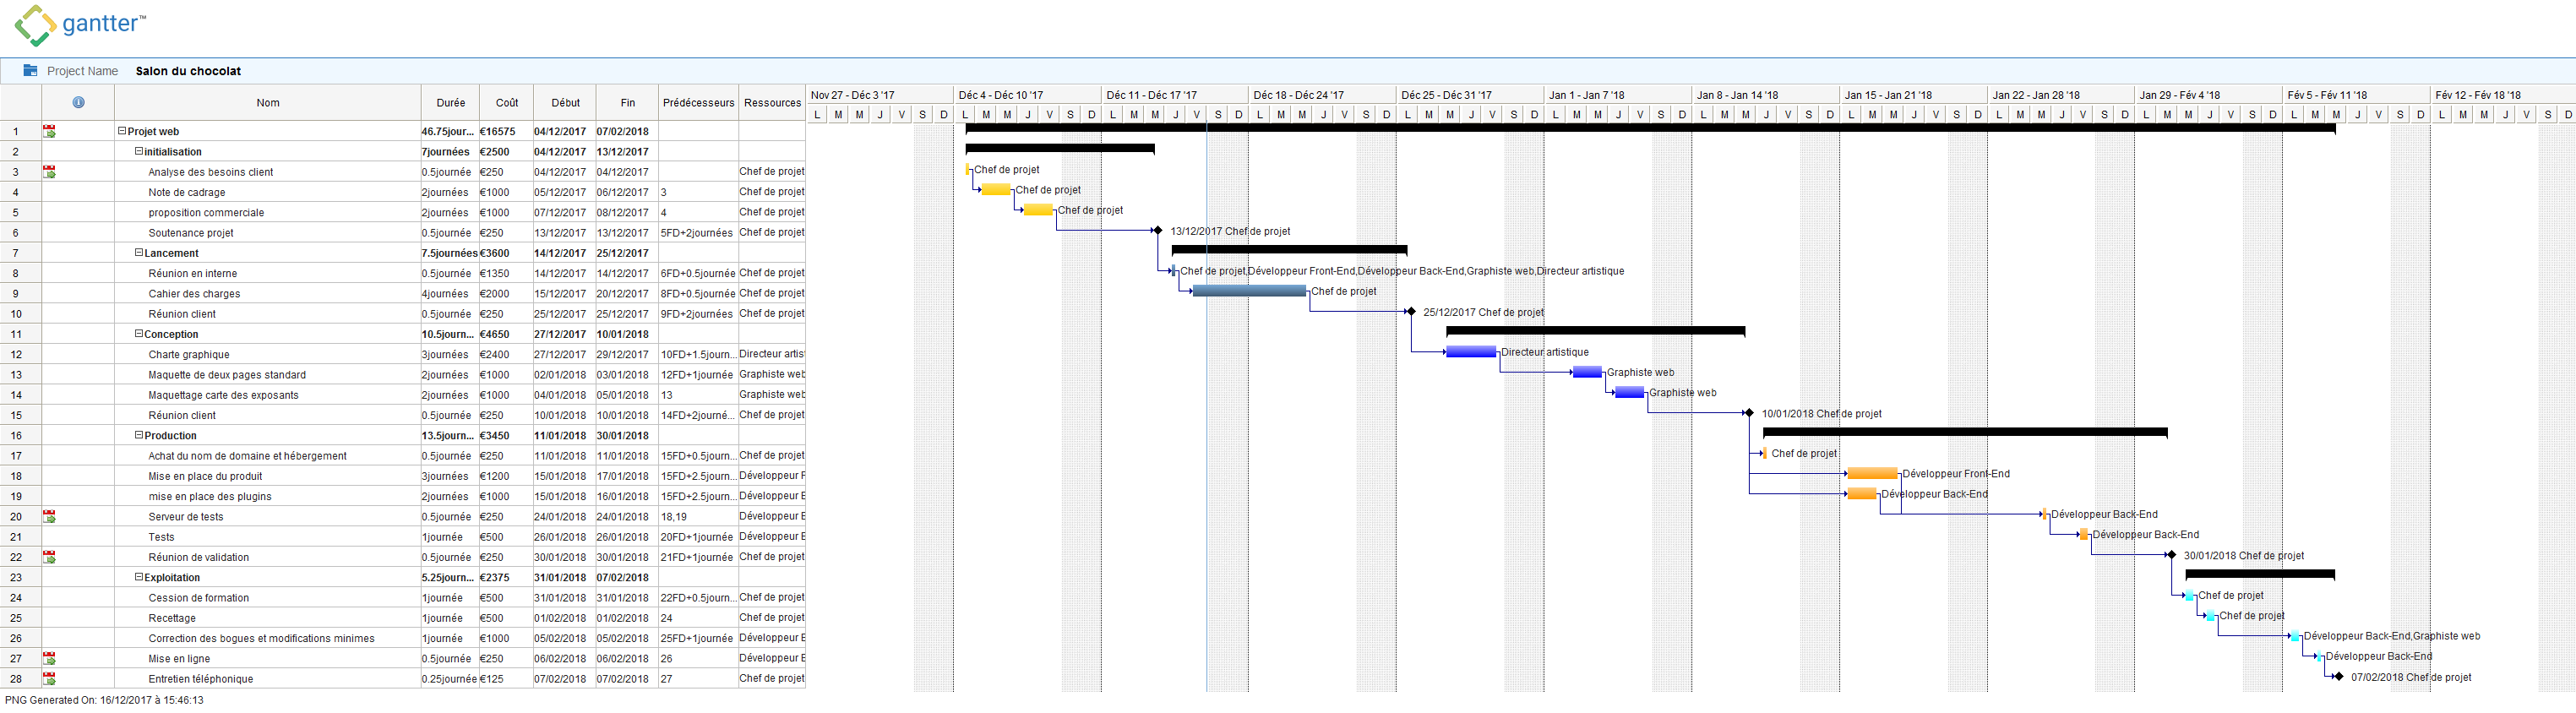 gantter™
Project Name Salon du chocolat
Nom Durée Coût Début Fin Prédécesseurs Ressources Nov 27 - Déc 3 '17 Déc 4 - Déc 10 '17 Déc 11 - Déc 17 '17 Déc 18 - Déc 24 '17 Déc 25 - Déc 31 '17 Jan 1 - Jan 7 '18 Jan 8 - Jan 14 '18 Jan 15 - Jan 21 '18 Jan 22 - Jan 28 '18 Jan 29 - Fév 4 '18 Fév 5 - Fév 11 '18 Fév 12 - Fév 18 '18
L M M J V S D L M M J V S D L M M J V S D L M M J V S D L M M J V S D L M M J V S D L M M J V S D L M M J V S D L M M J V S D L M M J V S D L M M J V S D L M M J V S D
1 Projet web 46.75jour... €16575 04/12/2017 07/02/2018
2 initialisation 7journées €2500 04/12/2017 13/12/2017
3 Analyse des besoins client 0.5journée €250 04/12/2017 04/12/2017 Chef de projet Chef de projet
4 Note de cadrage 2journées €1000 05/12/2017 06/12/2017 3 Chef de projet Chef de projet
5 proposition commerciale 2journées €1000 07/12/2017 08/12/2017 4 Chef de projet Chef de projet
6 Soutenance projet 0.5journée €250 13/12/2017 13/12/2017 5FD+2journées Chef de projet 13/12/2017 Chef de projet
7 Lancement 7.5journées €3600 14/12/2017 25/12/2017
8 Réunion en interne 0.5journée €1350 14/12/2017 14/12/2017 6FD+0.5journée Chef de projet Chef de projet,Développeur Front-End,Développeur Back-End,Graphiste web,Directeur artistique
9 Cahier des charges 4journées €2000 15/12/2017 20/12/2017 8FD+0.5journée Chef de projet Chef de projet
10 Réunion client 0.5journée €250 25/12/2017 25/12/2017 9FD+2journées Chef de projet 25/12/2017 Chef de projet
11 Conception 10.5journ... €4650 27/12/2017 10/01/2018
12 Charte graphique 3journées €2400 27/12/2017 29/12/2017 10FD+1.5journ... Directeur artis Directeur artistique
13 Maquette de deux pages standard 2journées €1000 02/01/2018 03/01/2018 12FD+1journée Graphiste web Graphiste web
14 Maquettage carte des exposants 2journées €1000 04/01/2018 05/01/2018 13 Graphiste web Graphiste web
15 Réunion client 0.5journée €250 10/01/2018 10/01/2018 14FD+2journé... Chef de projet 10/01/2018 Chef de projet
16 Production 13.5journ... €3450 11/01/2018 30/01/2018
17 Achat du nom de domaine et hébergement 0.5journée €250 11/01/2018 11/01/2018 15FD+0.5journ... Chef de projet Chef de projet
18 Mise en place du produit 3journées €1200 15/01/2018 17/01/2018 15FD+2.5journ... Développeur F Développeur Front-End
19 mise en place des plugins 2journées €1000 15/01/2018 16/01/2018 15FD+2.5journ... Développeur E Développeur Back-End
20 Serveur de tests 0.5journée €250 24/01/2018 24/01/2018 18,19 Développeur E Développeur Back-End
21 Tests 1journée €500 26/01/2018 26/01/2018 20FD+1journée Développeur E Développeur Back-End
22 Réunion de validation 0.5journée €250 30/01/2018 30/01/2018 21FD+1journée Chef de projet 30/01/2018 Chef de projet
23 Exploitation 5.25journ... €2375 31/01/2018 07/02/2018
24 Cession de formation 1journée €500 31/01/2018 31/01/2018 22FD+0.5journ... Chef de projet Chef de projet
25 Recettage 1journée €500 01/02/2018 01/02/2018 24 Chef de projet Chef de projet
26 Correction des bogues et modifications minimes 1journée €1000 05/02/2018 05/02/2018 25FD+1journée Développeur E Développeur Back-End,Graphiste web
27 Mise en ligne 0.5journée €250 06/02/2018 06/02/2018 26 Développeur E Développeur Back-End
28 Entretien téléphonique 0.25journée €125 07/02/2018 07/02/2018 27 Chef de projet 07/02/2018 Chef de projet
PNG Generated On: 16/12/2017 à 15:46:13